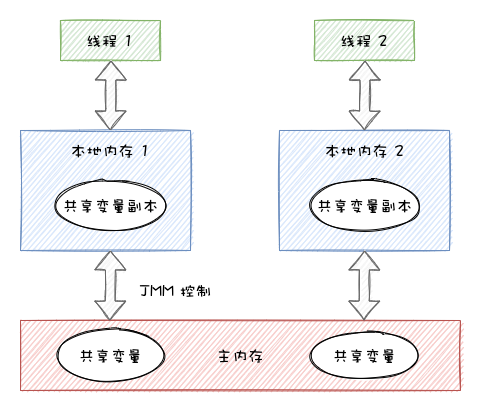 线程 1
线程 2
本地内存 1
本地内存 2
共享变量副本
共享变量副本
JMM 控制
共享变量
主内存
共享变量